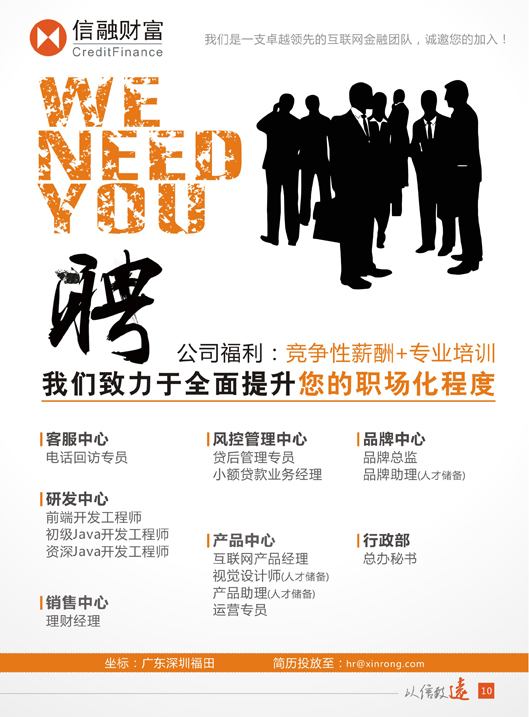 信融财富
CreditFinance
我们是一支卓越领先的互联网金融团队，诚邀您的加入！
WE
NEED
YOU
聘
公司福利：竞争性薪酬+专业培训
我们致力于全面提升您的职场化程度
客服中心
电话回访专员
研发中心
前端开发工程师
初级Java开发工程师
资深Java开发工程师
销售中心
理财经理
风控管理中心
贷后管理专员
小额贷款业务经理
产品中心
互联网产品经理
视觉设计师(人才储备)
产品助理(人才储备)
运营专员
品牌中心
品牌总监
品牌助理(人才储备)
行政部
总办秘书
坐标：广东深圳福田
简历投放至：hr@xinrong.com
以信致遠
10